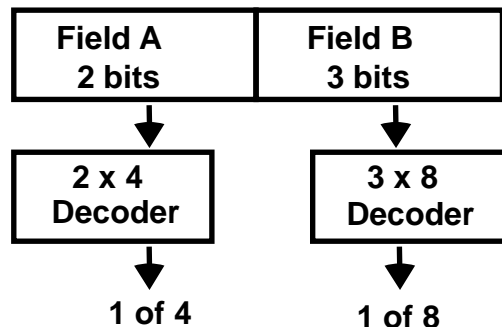 Field A
2 bits
Field B
3 bits
2 x 4
Decoder
3 x 8
Decoder
1 of 4
1 of 8